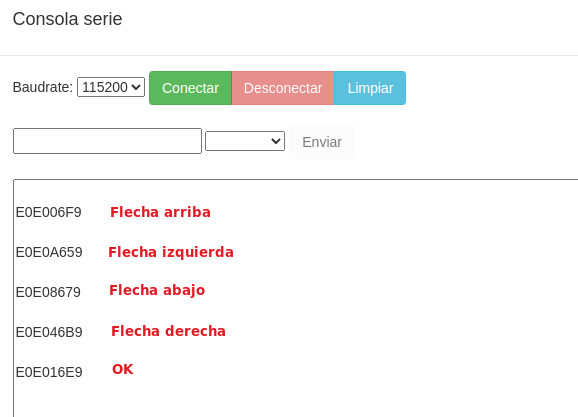 Consola serie
Baudrate: 115200 Conectar Desconectar Limpiar
Enviar
E0E006F9 Flecha arriba
E0E0A659 Flecha izquierda
E0E08679 Flecha abajo
E0E046B9 Flecha derecha
E0E016E9 OK